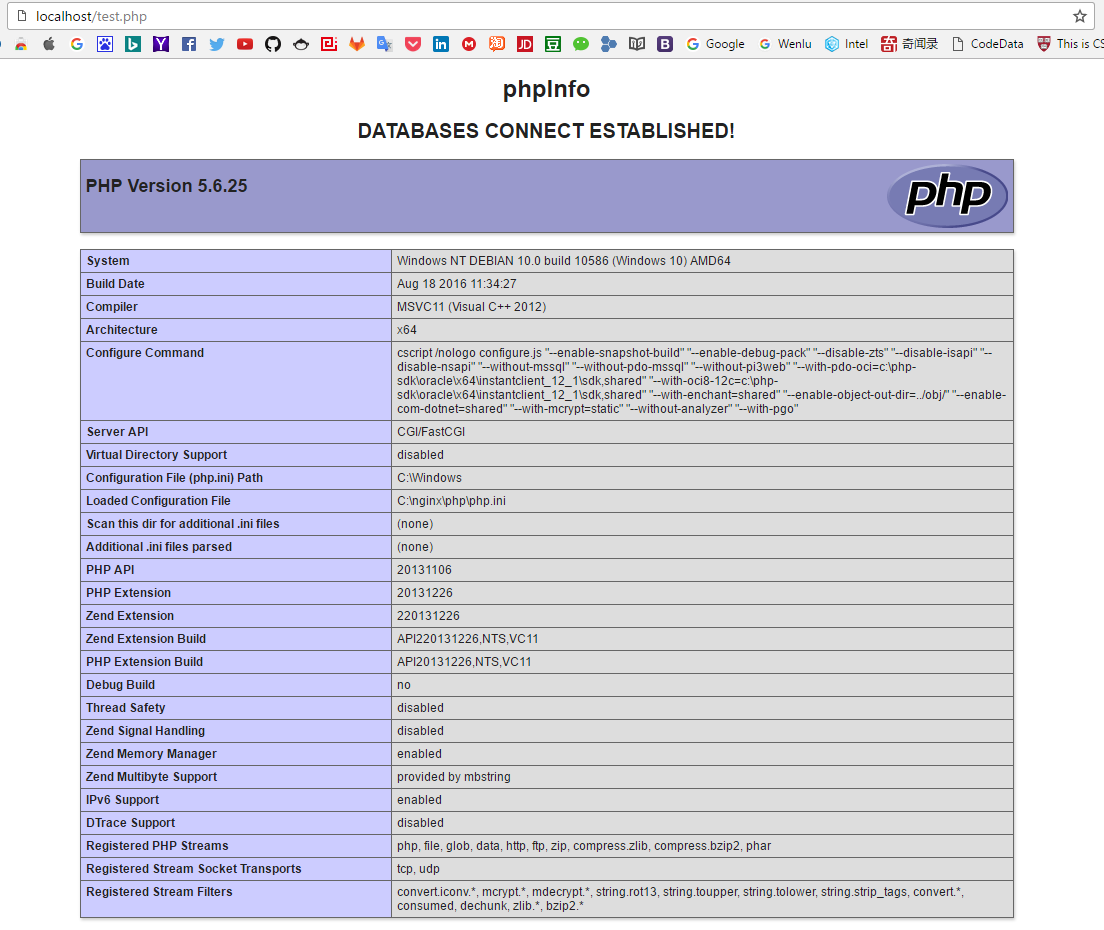 localhost/test.php
Google Wenlu Intel 奇闻录 CodeData This is CS
phpInfo
DATABASES CONNECT ESTABLISHED!
PHP Version 5.6.25
php
System Windows NT DEBIAN 10.0 build 10586 (Windows 10) AMD64
Build Date Aug 18 2016 11:34:27
Compiler MSVC11 (Visual C++ 2012)
Architecture x64
Configure Command cscript /nologo configure.js "--enable-snapshot-build" "--enable-debug-pack" "--disable-zts" "--disable-isapi" "--
disable-nsapi" "--without-mssql" "--without-pdo-mssql" "--without-pi3web" "--with-pdo-oci=c:\php-
sdk\oracle\x64\instantclient_12_1\sdk,shared" "--with-oci8-12c=c:\php-
sdk\oracle\x64\instantclient_12_1\sdk,shared" "--with-enchant=shared" "--enable-object-out-dir=../obj/" "--enable-
com-dotnet=shared" "--with-mcrypt=static" "--without-analyzer" "--with-pgo"
Server API CGI/FastCGI
Virtual Directory Support disabled
Configuration File (php.ini) Path C:\Windows
Loaded Configuration File C:\nginx\php\php.ini
Scan this dir for additional .ini files (none)
Additional .ini files parsed (none)
PHP API 20131106
PHP Extension 20131226
Zend Extension 220131226
Zend Extension Build API220131226,NTS,VC11
PHP Extension Build API20131226,NTS,VC11
Debug Build no
Thread Safety disabled
Zend Signal Handling disabled
Zend Memory Manager enabled
Zend Multibyte Support provided by mbstring
IPv6 Support enabled
DTrace Support disabled
Registered PHP Streams php, file, glob, data, http, ftp, zip, compress.zlib, compress.bzip2, phar
Registered Stream Socket Transports tcp, udp
Registered Stream Filters convert.iconv.*, mcrypt.*, mdecrypt.*, string.rot13, string.toupper, string.tolower, string.strip_tags, convert.*,
consumed, dechunk, zlib.*, bzip2.*